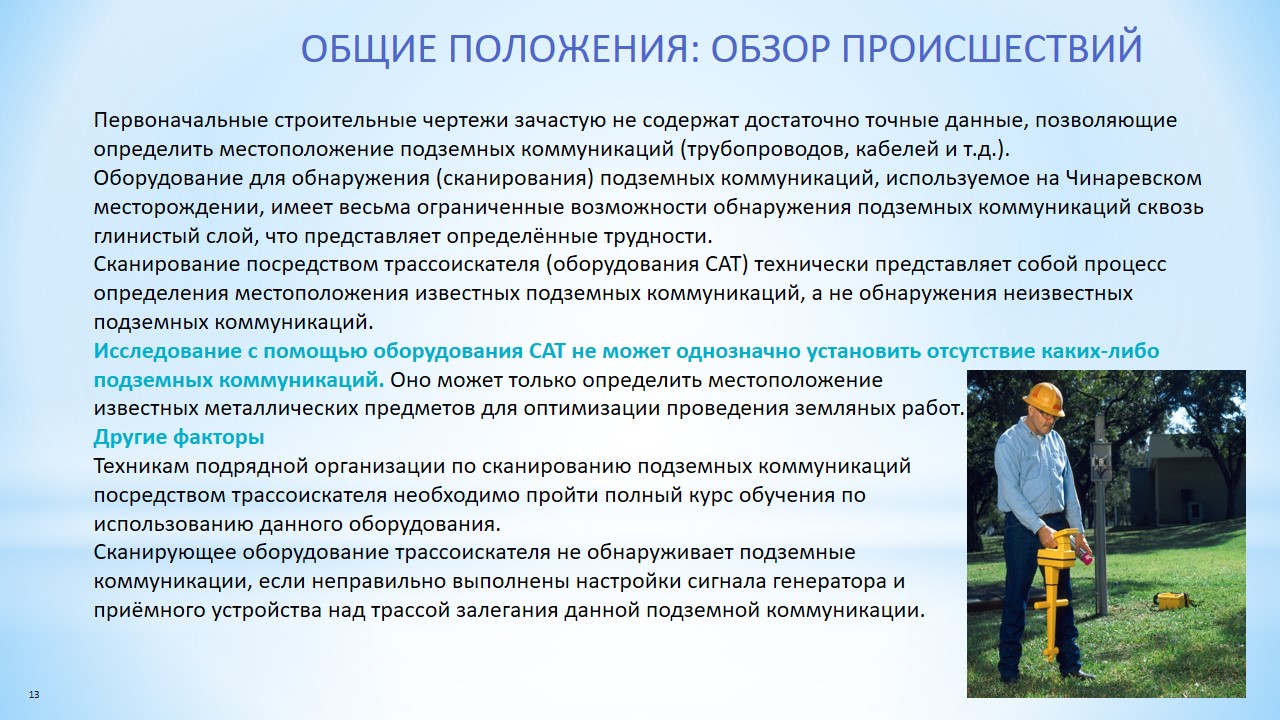 ОБЩИЕ ПОЛОЖЕНИЯ: ОБЗОР ПРОИСШЕСТВИЙ
Первоначальные строительные чертежи зачастую не содержат достаточно точные данные, позволяющие
определить местоположение подземных коммуникаций (трубопроводов, кабелей и т.д.).
Оборудование для обнаружения (сканирования) подземных коммуникаций, используемое на Чинаревском
месторождении, имеет весьма ограниченные возможности обнаружения подземных коммуникаций сквозь
глинистый слой, что представляет определённые трудности.
Сканирование посредством трассоискателя (оборудования САТ) технически представляет собой процесс
определения местоположения известных подземных коммуникаций, а не обнаружения неизвестных
подземных коммуникаций.
Исследование с помощью оборудования САТ не может однозначно установить отсутствие каких-либо
подземных коммуникаций. Оно может только определить местоположение
известных металлических предметов для оптимизации проведения земляных работ.
Другие факторы
Техникам подрядной организации по сканированию подземных коммуникаций
посредством трассоискателя необходимо пройти полный курс обучения по
использованию данного оборудования.
Сканирующее оборудование трассоискателя не обнаруживает подземные
коммуникации, если неправильно выполнены настройки сигнала генератора и
приёмного устройства над трассой залегания данной подземной коммуникации.
13